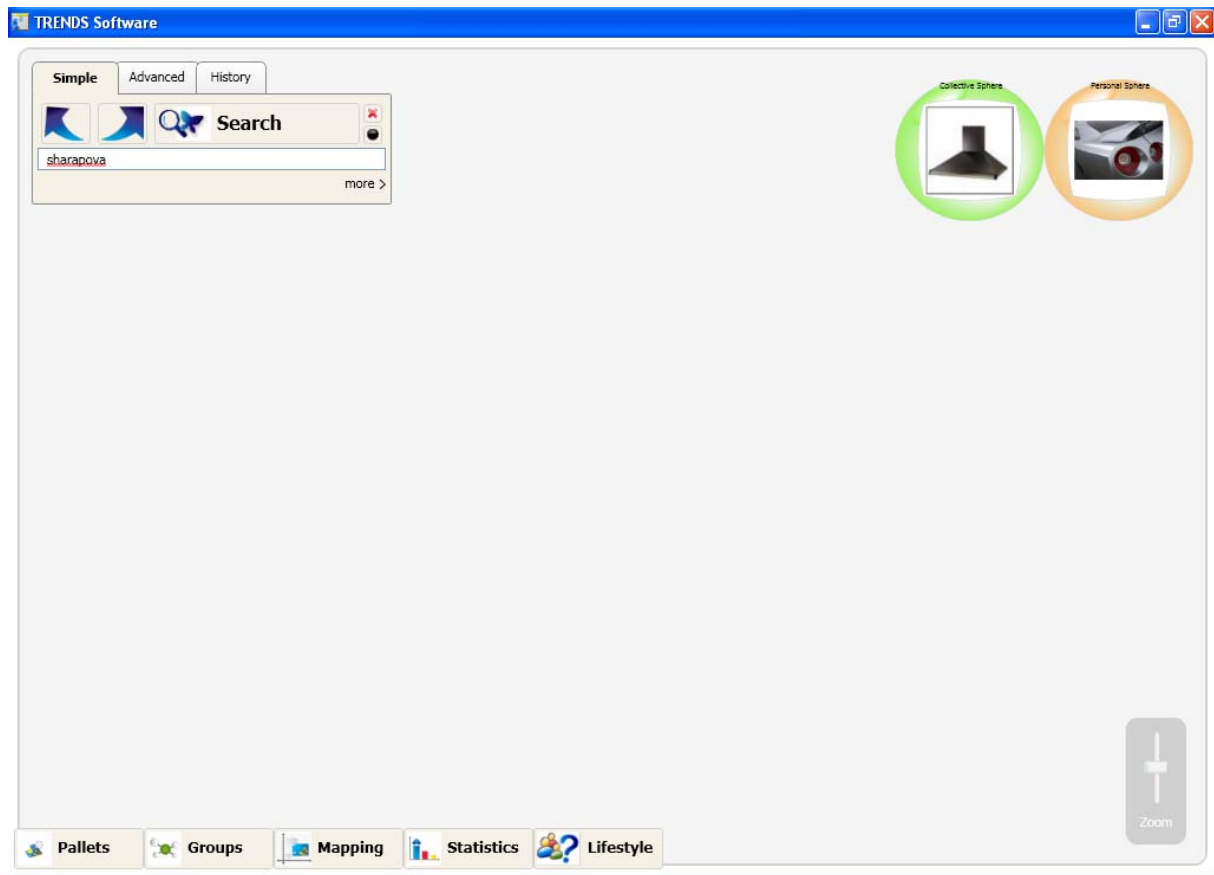 TRENDS Software
Simple Advanced History
Collective Sphere Personal Sphere
Search
sharapova
more >
Zoom
Pallets Groups Mapping Statistics Lifestyle